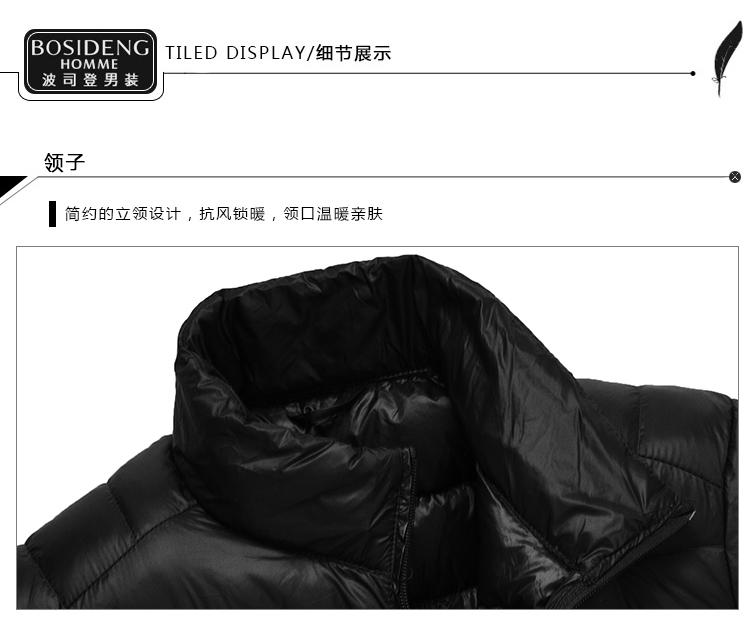 BOSIDENG
HOMME
波司登男装
TILED DISPLAY/细节展示
领子
简约的立领设计，抗风锁暖，领口温暖亲肤